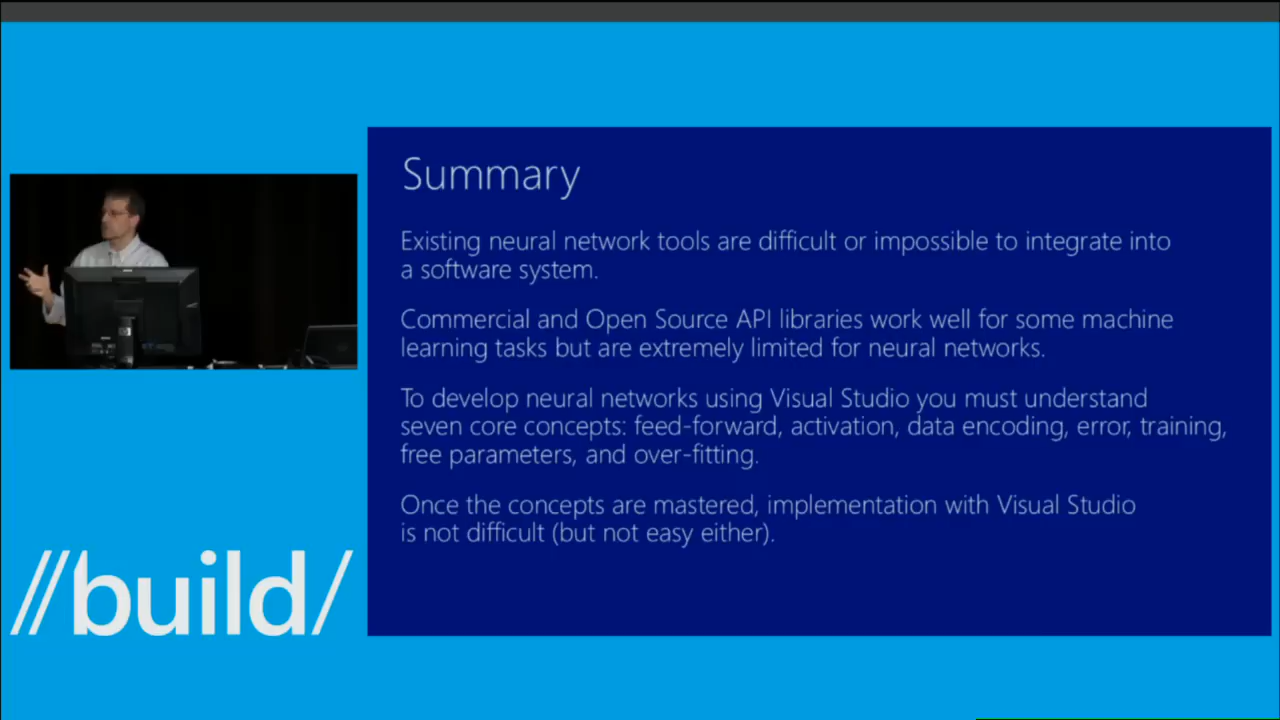 Summary
Existing neural network tools are difficult or impossible to integrate into
a software system.
Commercial and Open Source API libraries work well for some machine
learning tasks but are extremely limited for neural networks.
To develop neural networks using Visual Studio you must understand
seven core concepts: feed-forward, activation, data encoding, error, training,
free parameters, and over-fitting.
Once the concepts are mastered, implementation with Visual Studio
is not difficult (but not easy either).
//build/